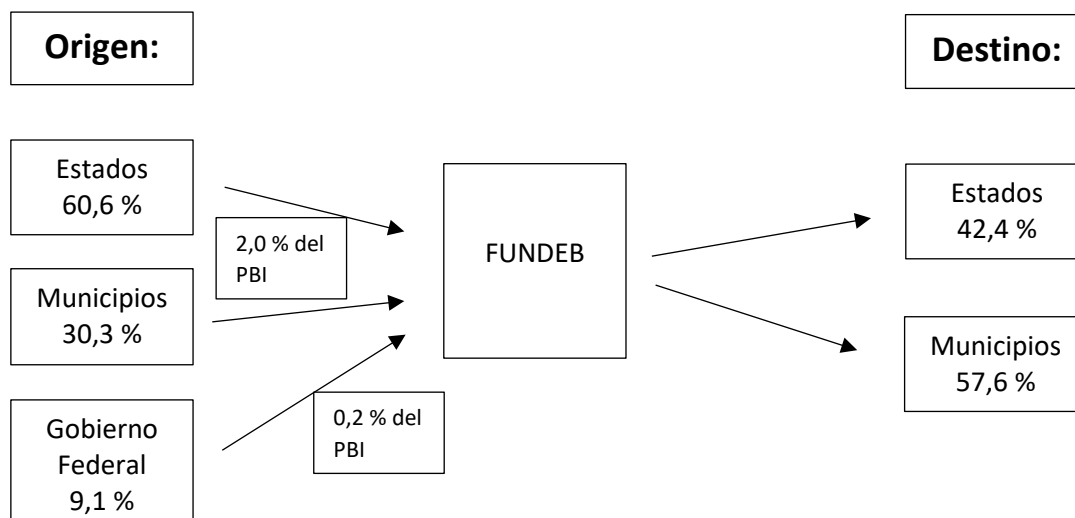 Origen:
Destino:
Estados
60,6 %
2,0 % del
PBI
Municipios
30,3 %
Gobierno
Federal
9,1 %
0,2 % del
PBI
FUNDEB
Estados
42,4 %
Municipios
57,6 %